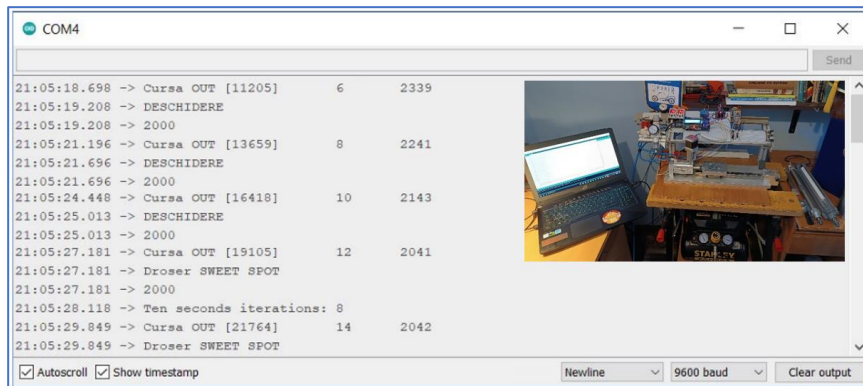 COM4
Send
21:05:18.698 -> Cursa OUT [11205] 6 2339
21:05:19.208 -> DESCHIDERE
21:05:19.208 -> 2000
21:05:21.196 -> Cursa OUT [13659] 8 2241
21:05:21.696 -> DESCHIDERE
21:05:21.696 -> 2000
21:05:24.448 -> Cursa OUT [16418] 10 2143
21:05:25.013 -> DESCHIDERE
21:05:25.013 -> 2000
21:05:27.181 -> Cursa OUT [19105] 12 2041
21:05:27.181 -> Droser SWEET SPOT
21:05:27.181 -> 2000
21:05:28.118 -> Ten seconds iterations: 8
21:05:29.849 -> Cursa OUT [21764] 14 2042
21:05:29.849 -> Droser SWEET SPOT
STANLEY
Autoscroll Show timestamp Newline 9600 baud Clear output